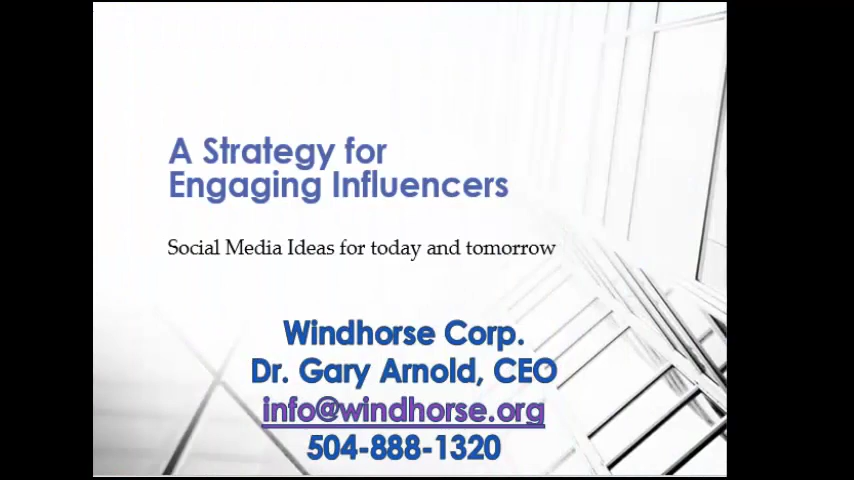 A Strategy for
Engaging Influencers
Social Media Ideas for today and tomorrow
Windhorse Corp.
Dr. Gary Arnold, CEO
info@windhorse.org
504-888-1320